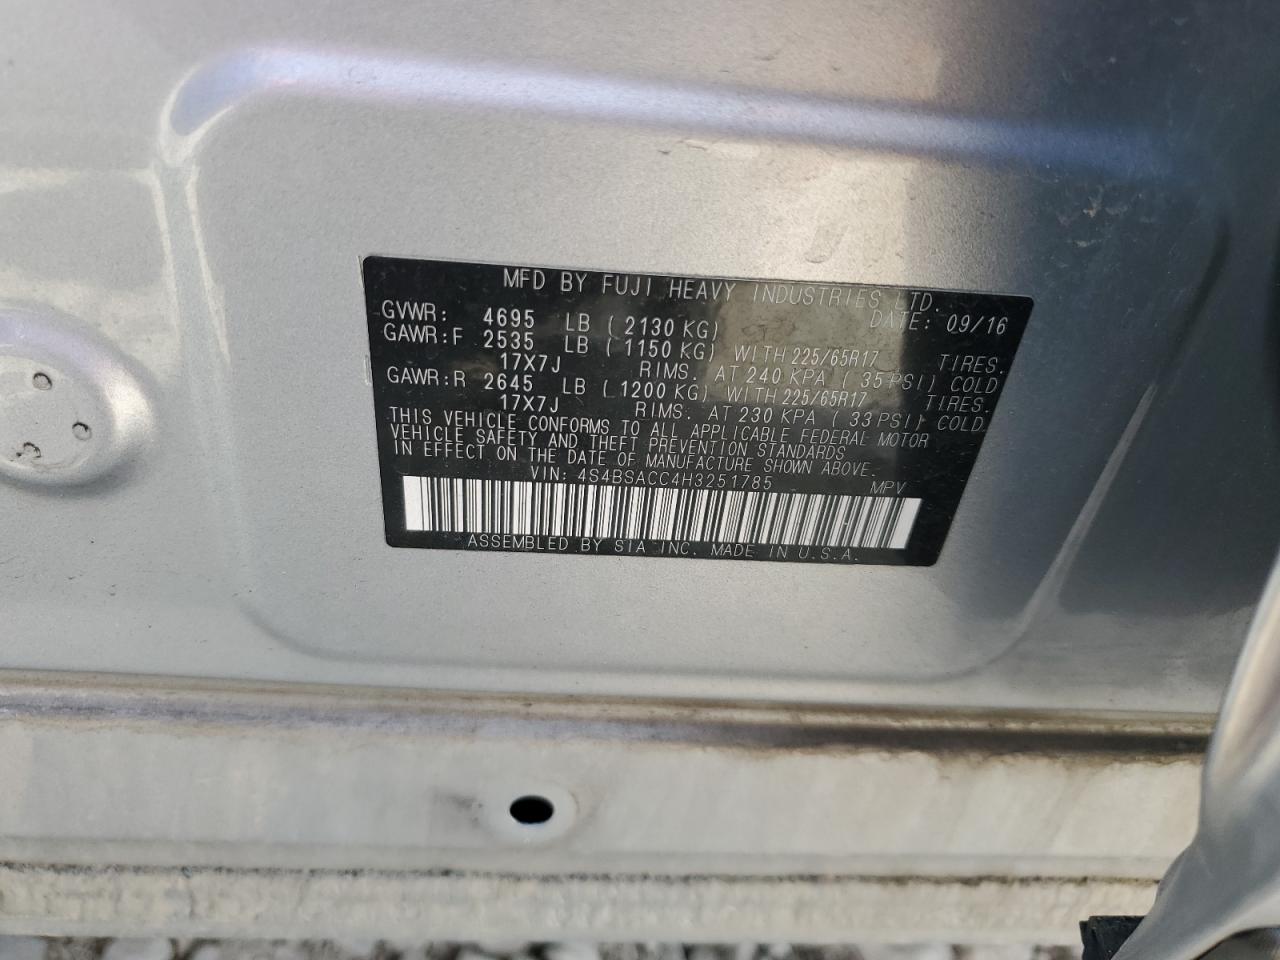 MFD BY FUJI HEAVY INDUSTRIES LTD.
DATE: 09/16
GVWR: 4695 LB ( 2130 KG)
GAWR:F 2535 LB ( 1150 KG) WITH 225/65R17 TIRES.
17X7J RIMS. AT 240 KPA ( 35 PSI) COLD
GAWR:R 2645 LB ( 1200 KG) WITH 225/65R17 TIRES.
17X7J RIMS. AT 230 KPA ( 33 PSI) COLD.
THIS VEHICLE CONFORMS TO ALL APPLICABLE FEDERAL MOTOR
VEHICLE SAFETY AND THEFT PREVENTION STANDARDS
IN EFFECT ON THE DATE OF MANUFACTURE SHOWN ABOVE.
VIN: 4S4BSACC4H3251785 MPV
ASSEMBLED BY SIA INC. MADE IN U.S.A.